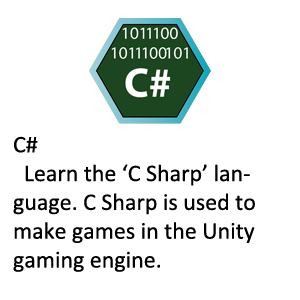 1011100
1011100101
C#
C#
Learn the ‘C Sharp’ lan-
guage. C Sharp is used to
make games in the Unity
gaming engine.